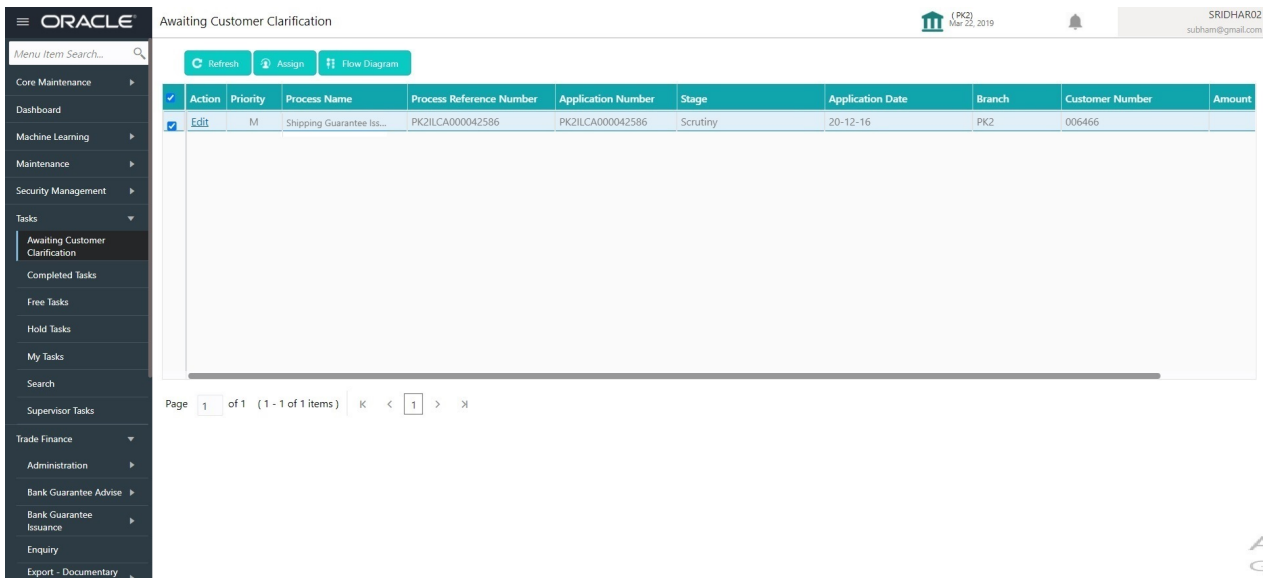 ORACLE
Awaiting Customer Clarification
(PK2)
Mar 22, 2019
SRIDHAR02
subham@gmail.com
Menu Item Search...
Core Maintenance
Dashboard
Machine Learning
Maintenance
Security Management
Tasks
Awaiting Customer
Clarification
Completed Tasks
Free Tasks
Hold Tasks
My Tasks
Search
Supervisor Tasks
Trade Finance
Administration
Bank Guarantee Advise
Bank Guarantee
Issuance
Enquiry
Export - Documentary
Refresh Assign Flow Diagram
Action Priority Process Name Process Reference Number Application Number Stage Application Date Branch Customer Number Amount
Edit M Shipping Guarantee Iss... PK2ILCA000042586 PK2ILCA000042586 Scrutiny 20-12-16 PK2 006466
Page 1 of 1 (1 - 1 of 1 items) K < 1 > >|